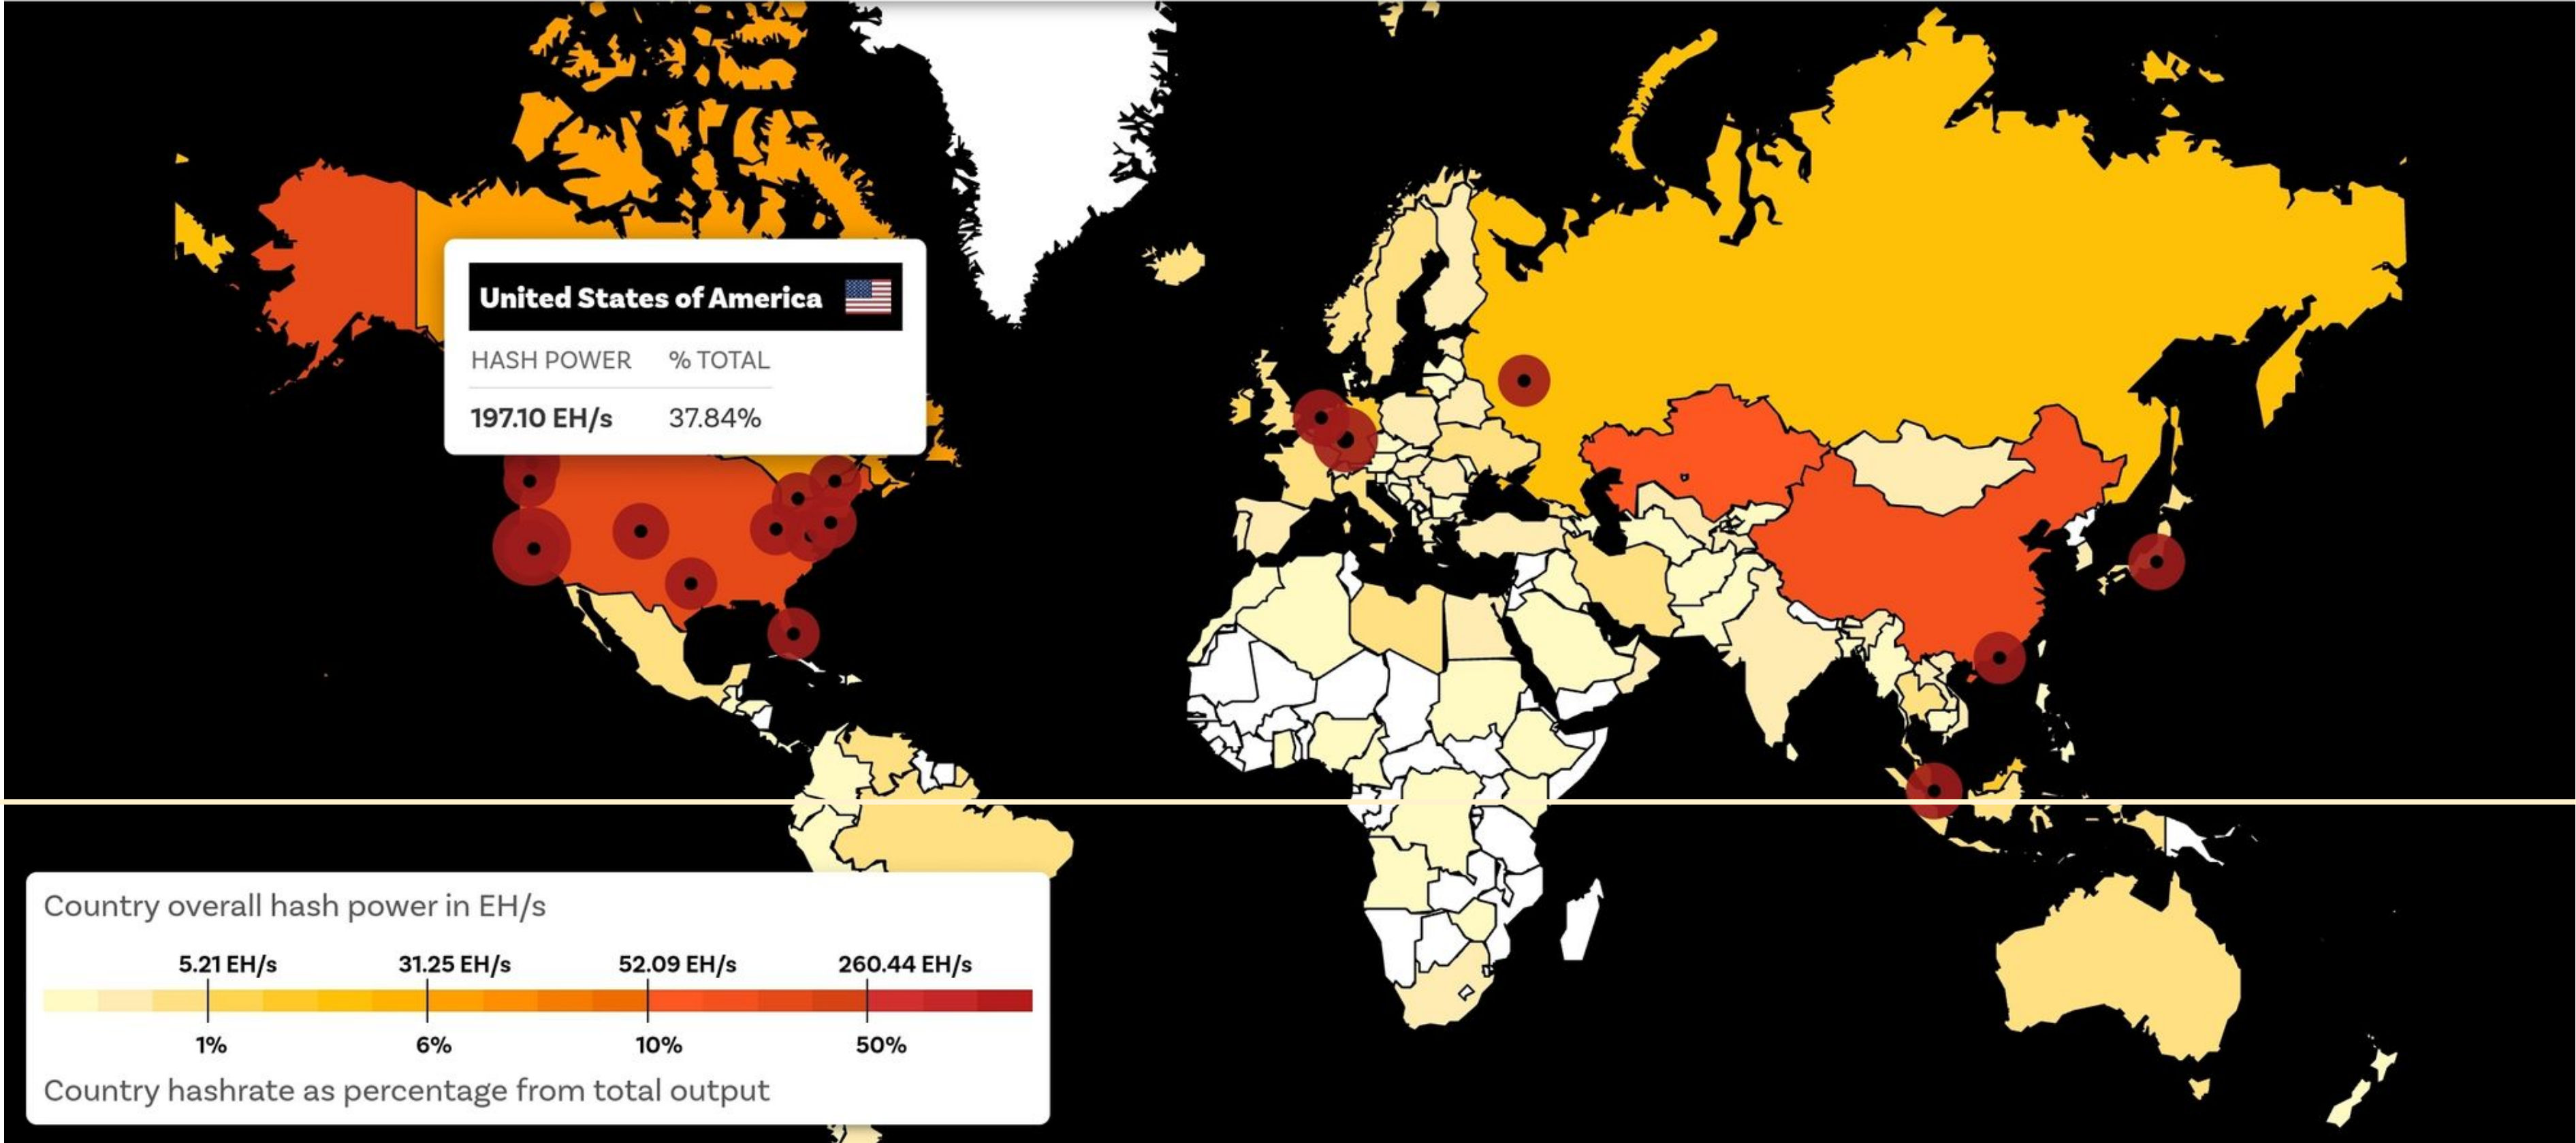 United States of America
HASH POWER % TOTAL
197.10 EH/s 37.84%
Country overall hash power in EH/s
5.21 EH/s 31.25 EH/s 52.09 EH/s 260.44 EH/s
1% 6% 10% 50%
Country hashrate as percentage from total output